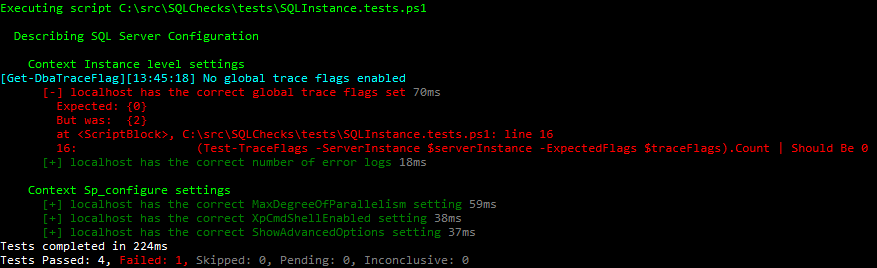 Executing script C:\src\SQLChecks\tests\SQLInstance.tests.ps1
Describing SQL Server Configuration
Context Instance level settings
[Get-DbaTraceFlag][13:45:18] No global trace flags enabled
[-] localhost has the correct global trace flags set 70ms
Expected: {0}
But was:  {2}
at <ScriptBlock>, C:\src\SQLChecks\tests\SQLInstance.tests.ps1: line 16
16:             (Test-TraceFlags -ServerInstance $serverInstance -ExpectedFlags $traceFlags).Count | Should Be 0
[+] localhost has the correct number of error logs 18ms
Context Sp_configure settings
[+] localhost has the correct MaxDegreeOfParallelism setting 59ms
[+] localhost has the correct XpCmdShellEnabled setting 38ms
[+] localhost has the correct ShowAdvancedOptions setting 37ms
Tests completed in 224ms
Tests Passed: 4, Failed: 1, Skipped: 0, Pending: 0, Inconclusive: 0